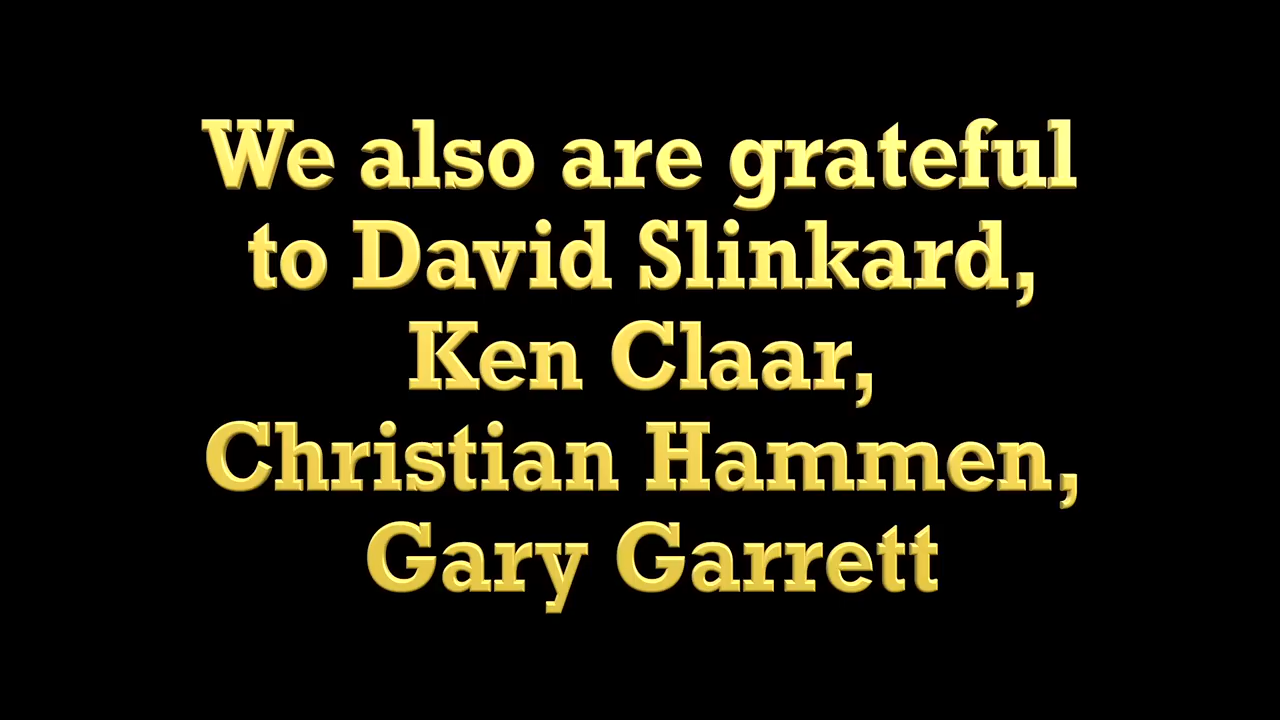 We also are grateful
to David Slinkard,
Ken Claar,
Christian Hammen,
Gary Garrett